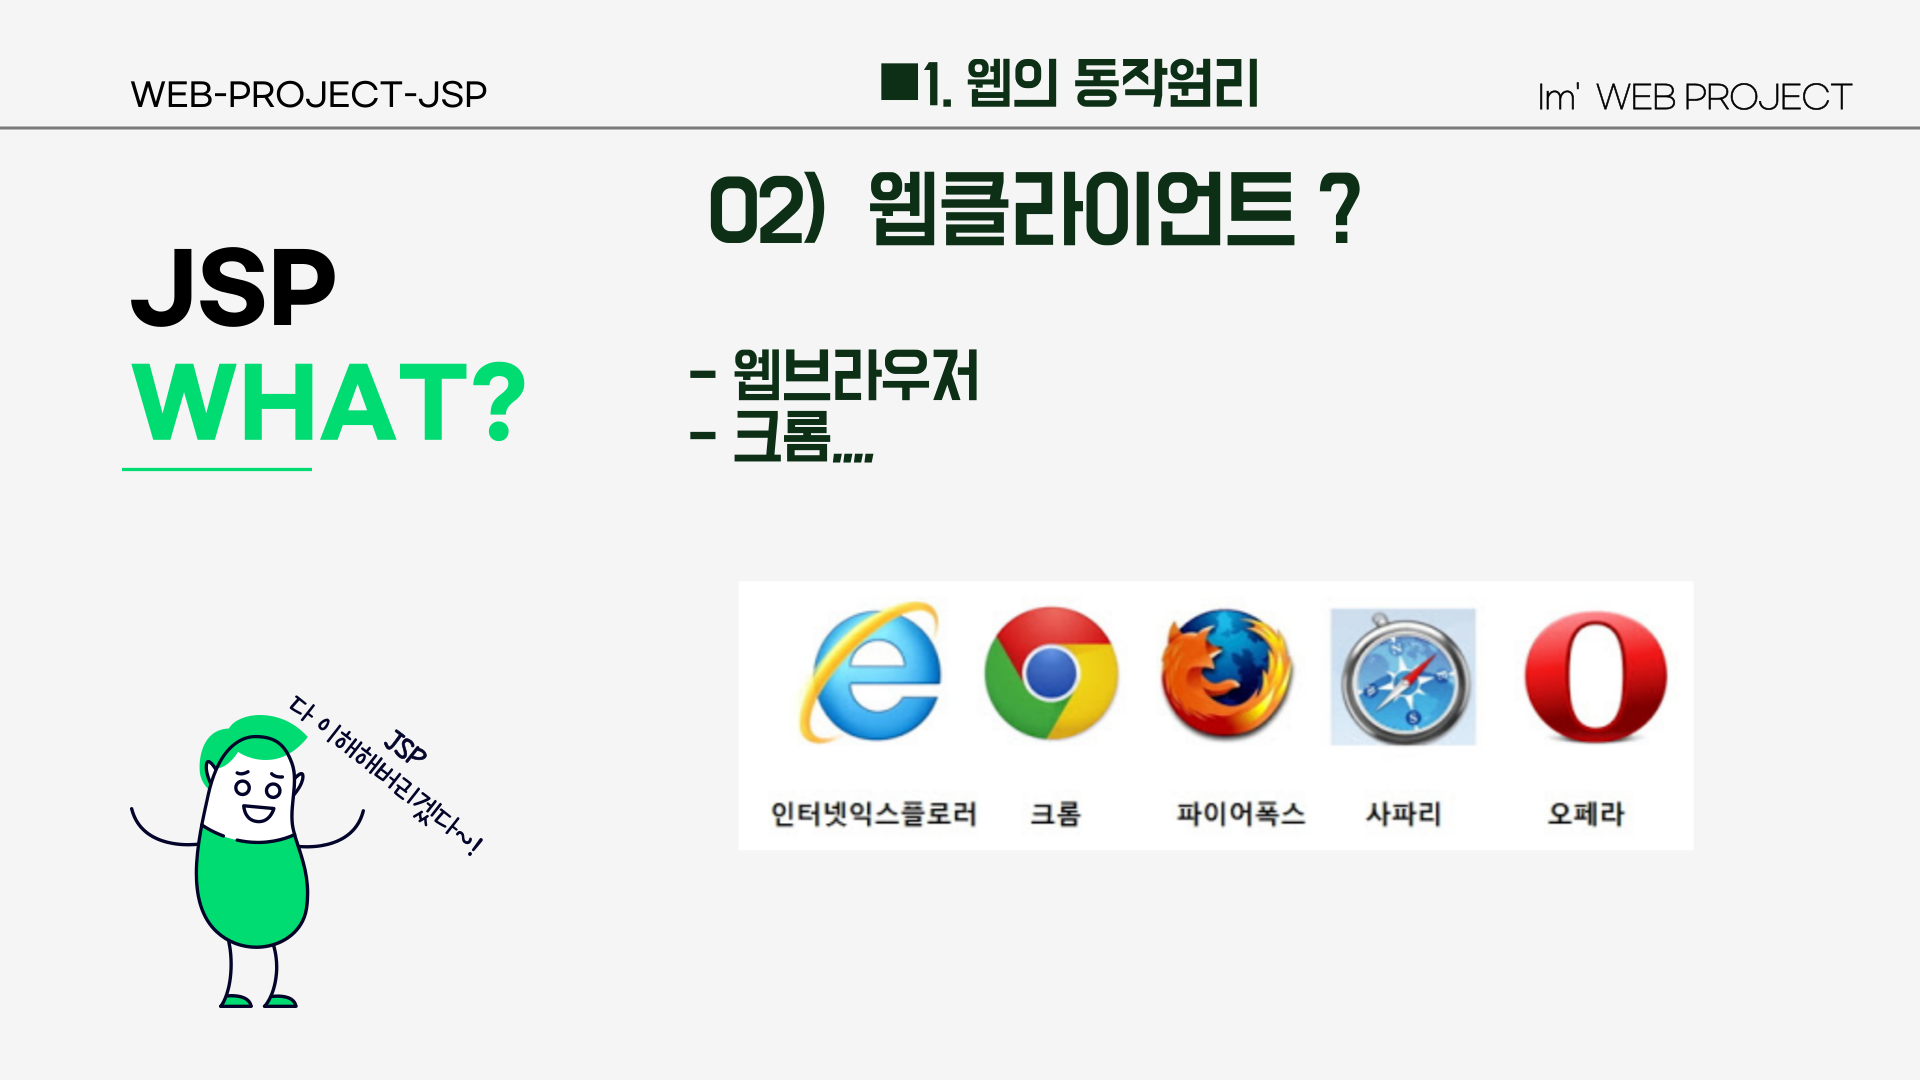 WEB-PROJECT-JSP
■1. 웹의 동작원리
Im' WEB PROJECT
02) 웹클라이언트 ?
JSP
WHAT?
- 웹브라우저
- 크롬....
인터넷익스플로러 크롬 파이어폭스 사파리 오페라
JSP
다 이해해버리겠다~!